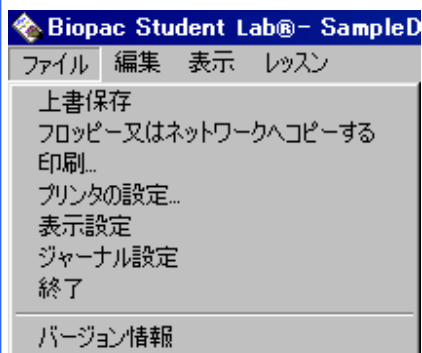 Biopac Student Lab®- SampleD
ファイル 編集 表示 レッスン
上書保存
フロッピー又はネットワークへコピーする
印刷...
プリンタの設定...
表示設定
ジャーナル設定
終了
バージョン情報